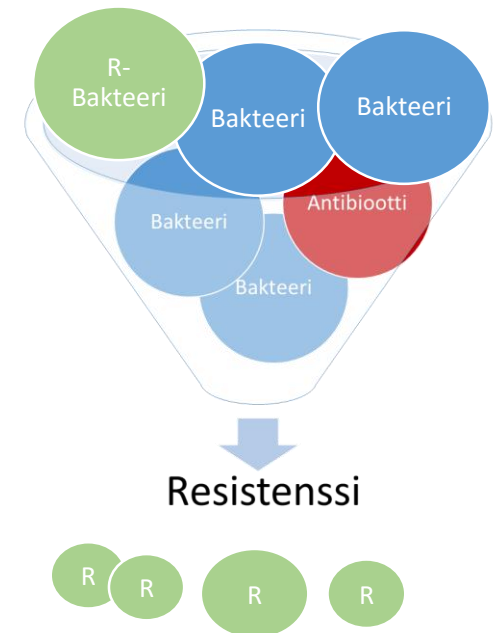 R-
Bakteeri
Bakteeri
Bakteeri
Bakteeri
Antibiootti
Bakteeri
Resistenssi
R
R
R
R